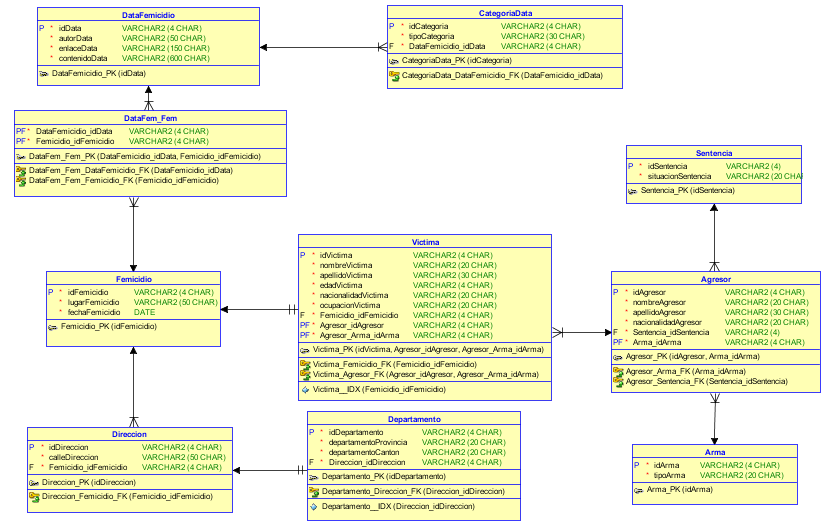 DataFemicidio
P * idData VARCHAR2 (4 CHAR)
* autorData VARCHAR2 (50 CHAR)
* enlaceData VARCHAR2 (150 CHAR)
* contenidoData VARCHAR2 (600 CHAR)
DataFemicidio_PK (idData)
CategoriaData
P * idCategoria VARCHAR2 (4 CHAR)
* tipoCategoria VARCHAR2 (30 CHAR)
F * DataFemicidio_idData VARCHAR2 (4 CHAR)
CategoriaData_PK (idCategoria)
CategoriaData_DataFemicidio_FK (DataFemicidio_idData)
DataFem_Fem
PF * DataFemicidio_idData VARCHAR2 (4 CHAR)
PF * Femicidio_idFemicidio VARCHAR2 (4 CHAR)
DataFem_Fem_PK (DataFemicidio_idData, Femicidio_idFemicidio)
DataFem_Fem_DataFemicidio_FK (DataFemicidio_idData)
DataFem_Fem_Femicidio_FK (Femicidio_idFemicidio)
Sentencia
P * idSentencia VARCHAR2 (4)
* situacionSentencia VARCHAR2 (20 CHA
Sentencia_PK (idSentencia)
Victima
P * idVictima VARCHAR2 (4 CHAR)
* nombreVictima VARCHAR2 (20 CHAR)
* apellidoVictima VARCHAR2 (30 CHAR)
* edadVictima VARCHAR2 (4 CHAR)
* nacionalidadVictima VARCHAR2 (20 CHAR)
* ocupacionVictima VARCHAR2 (20 CHAR)
F * Femicidio_idFemicidio VARCHAR2 (4 CHAR)
PF * Agresor_idAgresor VARCHAR2 (4 CHAR)
PF * Agresor_Arma_idArma VARCHAR2 (4 CHAR)
Victima_PK (idVictima, Agresor_idAgresor, Agresor_Arma_idArma)
Victima_Femicidio_FK (Femicidio_idFemicidio)
Victima_Agresor_FK (Agresor_idAgresor, Agresor_Arma_idArma)
Victima__IDX (Femicidio_idFemicidio)
Femicidio
P * idFemicidio VARCHAR2 (4 CHAR)
* lugarFemicidio VARCHAR2 (50 CHAR)
* fechaFemicidio DATE
Femicidio_PK (idFemicidio)
Agresor
P * idAgresor VARCHAR2 (4 CHAR)
* nombreAgresor VARCHAR2 (20 CHAR)
* apellidoAgresor VARCHAR2 (30 CHAR)
* nacionalidadAgresor VARCHAR2 (20 CHAR)
F * Sentencia_idSentencia VARCHAR2 (4)
PF * Arma_idArma VARCHAR2 (4 CHAR)
Agresor_PK (idAgresor, Arma_idArma)
Agresor_Arma_FK (Arma_idArma)
Agresor_Sentencia_FK (Sentencia_idSentencia)
Direccion
P * idDireccion VARCHAR2 (4 CHAR)
* calleDireccion VARCHAR2 (50 CHAR)
F * Femicidio_idFemicidio VARCHAR2 (4 CHAR)
Direccion_PK (idDireccion)
Direccion_Femicidio_FK (Femicidio_idFemicidio)
Departamento
P * idDepartamento VARCHAR2 (4 CHAR)
* departamentoProvincia VARCHAR2 (20 CHAR)
* departamentoCanton VARCHAR2 (20 CHAR)
F * Direccion_idDireccion VARCHAR2 (4 CHAR)
Departamento_PK (idDepartamento)
Departamento_Direccion_FK (Direccion_idDireccion)
Departamento__IDX (Direccion_idDireccion)
Arma
P * idArma VARCHAR2 (4 CHAR)
* tipoArma VARCHAR2 (20 CHAR)
Arma_PK (idArma)